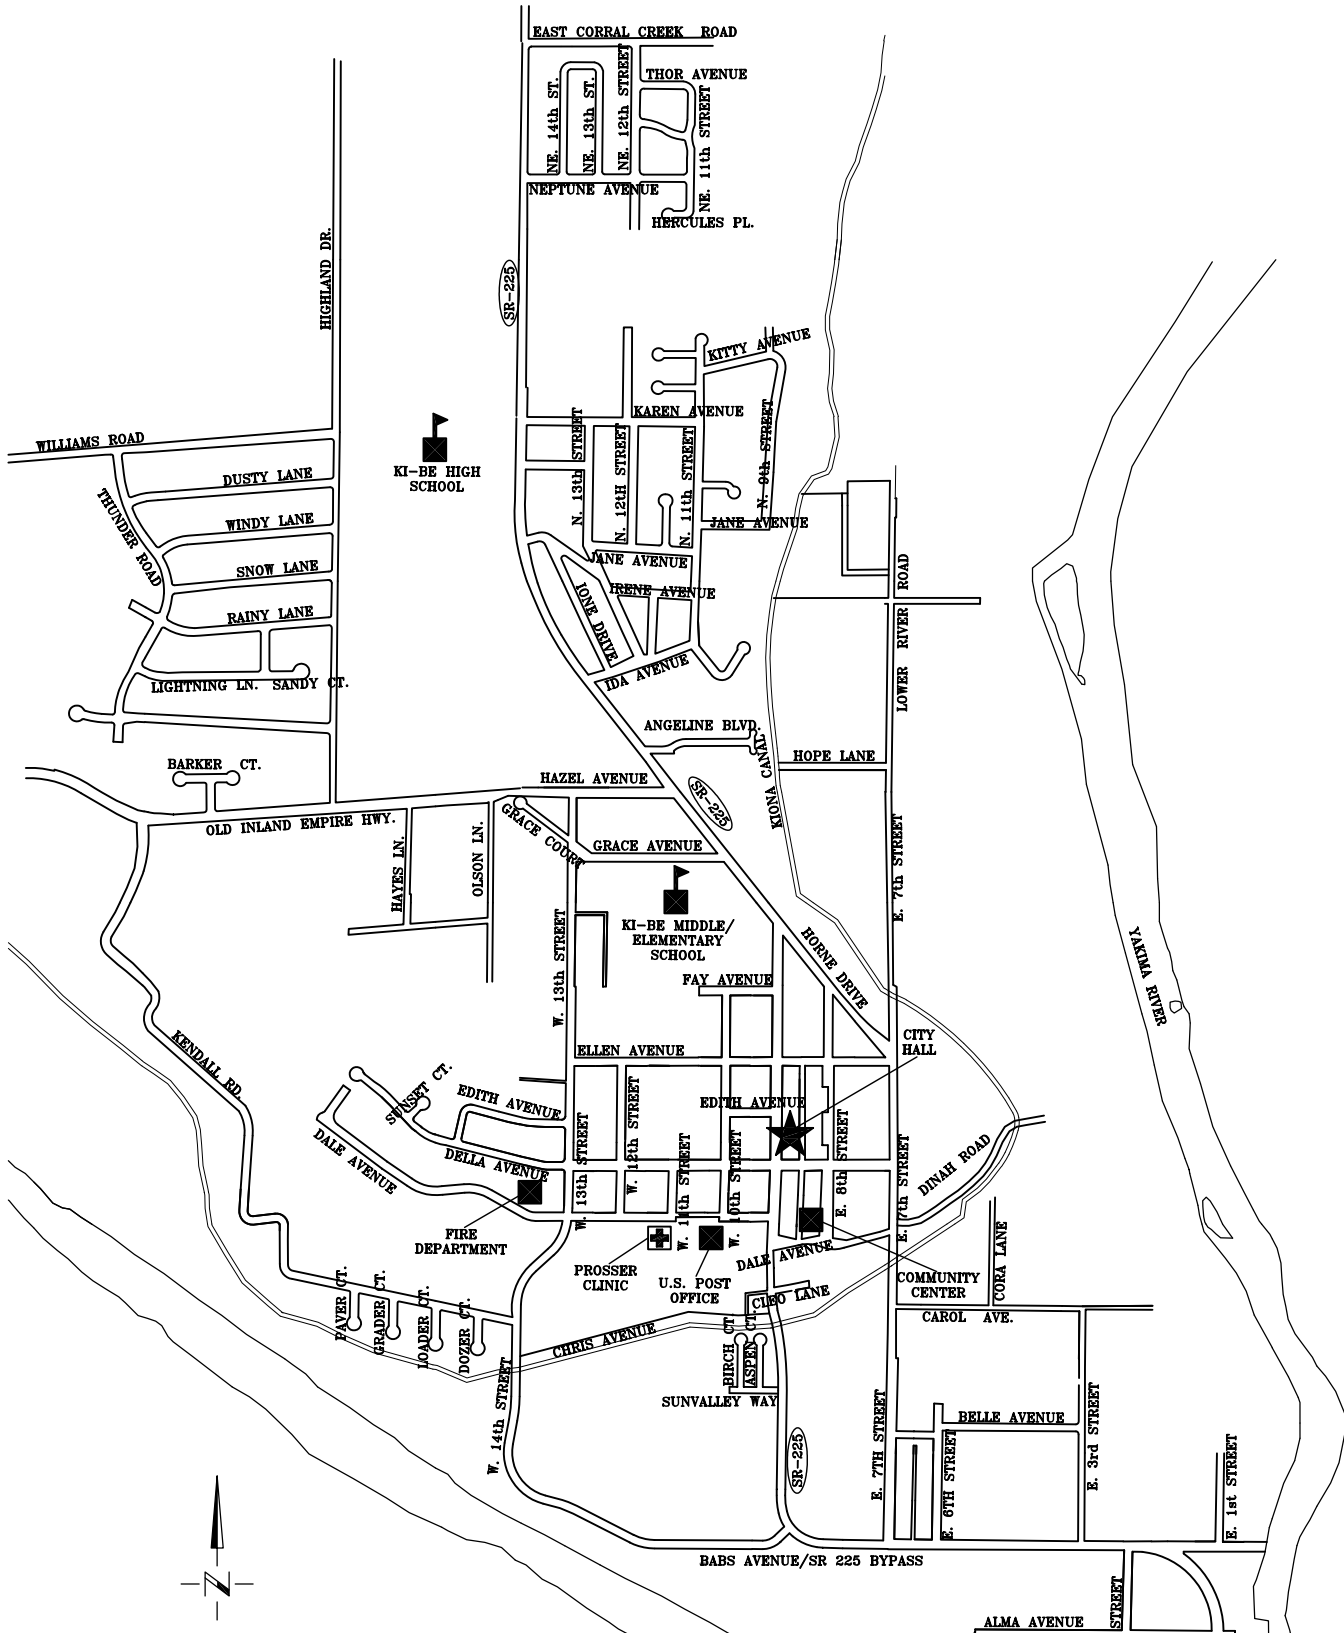 EAST CORRAL CREEK ROAD
THOR AVENUE
NE. 14th ST.
NE. 13th ST.
NE. 12th STREET
NE. 11th STREET
NEPTUNE AVENUE
HERCULES PL.
HIGHLAND DR.
SR-225
KITTY AVENUE
KAREN AVENUE
N. 13th STREET
N. 12tH STREET
N. 11th STREET
N. 9th STREET
JANE AVENUE
WILLIAMS ROAD
KI-BE HIGH
SCHOOL
DUSTY LANE
THUNDER ROAD
WINDY LANE
SNOW LANE
RAINY LANE
LIGHTNING LN. SANDY CT.
JANE AVENUE
IRENE AVENUE
IONE DRIVE
IDA AVENUE
LOWER RIVER ROAD
ANGELINE BLVD.
KIONA CANAL
HOPE LANE
BARKER CT.
HAZEL AVENUE
SR-225
OLD INLAND EMPIRE HWY.
GRACE COURT
GRACE AVENUE
HAYES LN.
OLSON LN.
E. 7th STREET
KI-BE MIDDLE/
ELEMENTARY
SCHOOL
W. 13th STREET
HORNE DRIVE
YAKIMA RIVER
FAY AVENUE
CITY
HALL
ELLEN AVENUE
KENDALL RD.
SUNSET CT.
EDITH AVENUE
EDITH AVENUE
DALE AVENUE
DELLA AVENUE
W. 13th STREET
W. 12th STREET
W. 11th STREET
W. 10th STREET
E. 8th STREET
E. 7th STREET
DINAH ROAD
FIRE
DEPARTMENT
PROSSER
CLINIC
U.S. POST
OFFICE
DALE AVENUE
COMMUNITY
CENTER
CORA LANE
CLEO LANE
CAROL AVE.
PAVER CT.
GRADER CT.
LOADER CT.
DOZER CT.
CHRIS AVENUE
BIRCH CT.
ASPEN CT.
SUNVALLEY WAY
W. 14th STREET
SR-225
E. 7TH STREET
BELLE AVENUE
E. 6TH STREET
E. 3rd STREET
E. 1st STREET
BABS AVENUE/SR 225 BYPASS
N
ALMA AVENUE
STREET